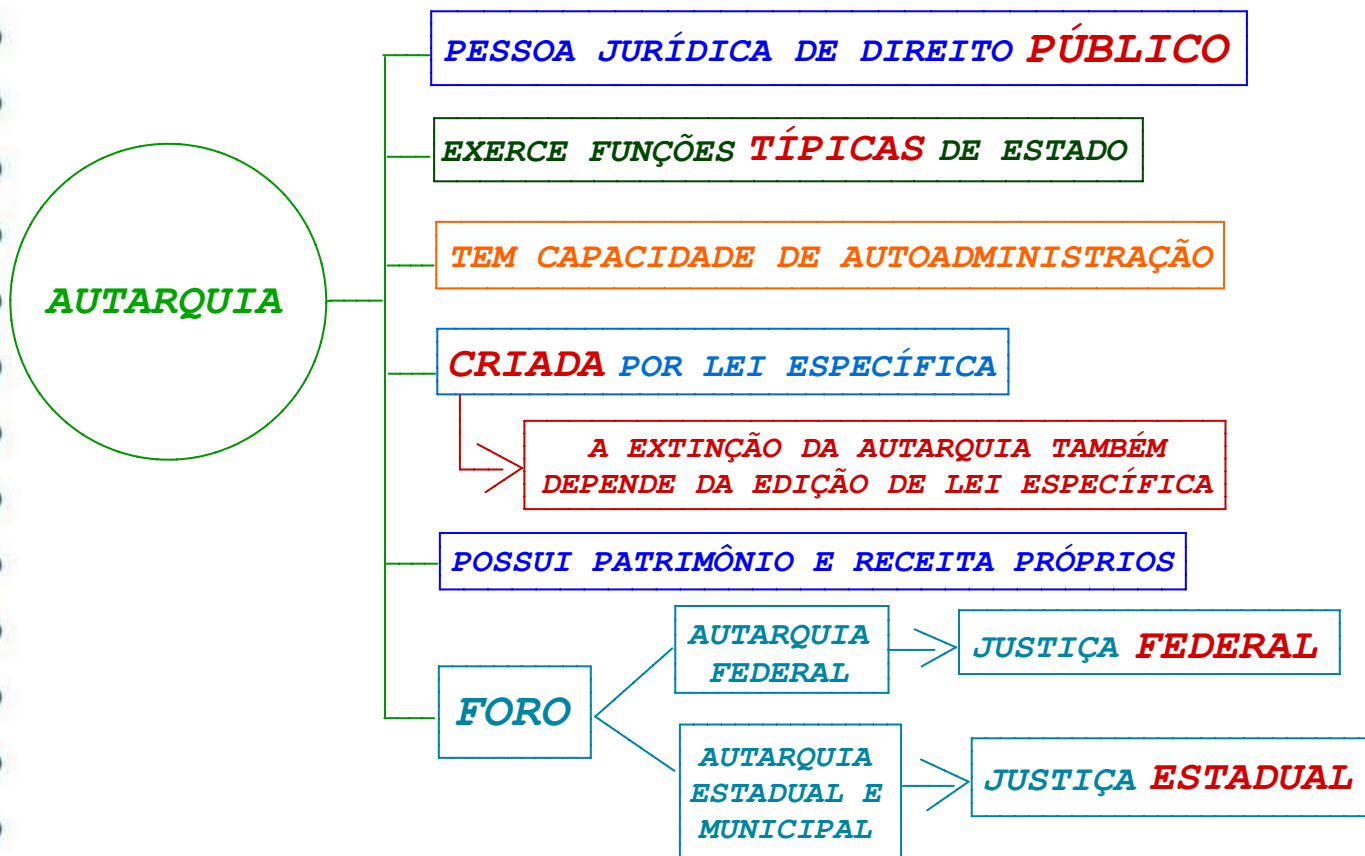 AUTARQUIA
PESSOA JURÍDICA DE DIREITO PÚBLICO
EXERCE FUNÇÕES TÍPICAS DE ESTADO
TEM CAPACIDADE DE AUTOADMINISTRAÇÃO
CRIADA POR LEI ESPECÍFICA
A EXTINÇÃO DA AUTARQUIA TAMBÉM
DEPENDE DA EDIÇÃO DE LEI ESPECÍFICA
POSSUI PATRIMÔNIO E RECEITA PRÓPRIOS
FORO
AUTARQUIA
FEDERAL
JUSTIÇA FEDERAL
AUTARQUIA
ESTADUAL E
MUNICIPAL
JUSTIÇA ESTADUAL